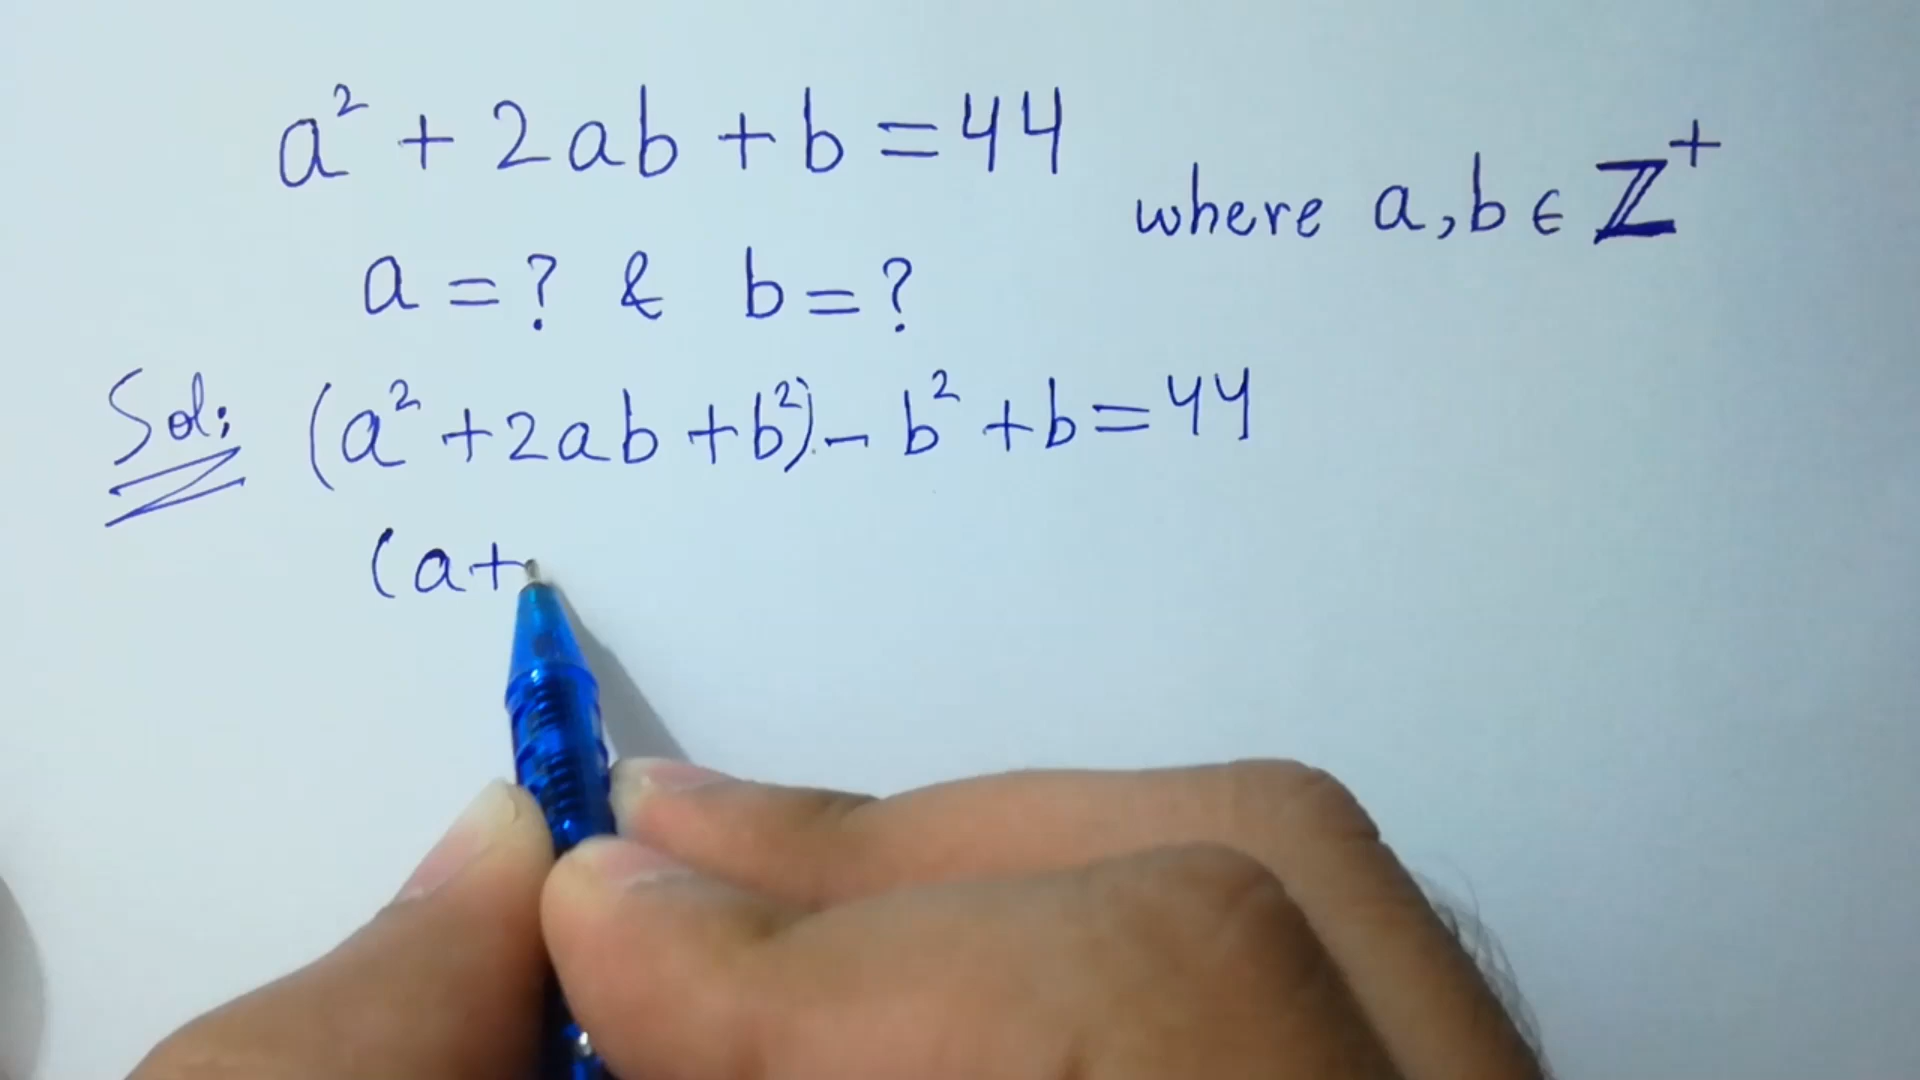 a² + 2ab + b = 44
where a, b ∈ ℤ⁺
a = ? & b = ?
Sol: (a² + 2ab + b²) - b² + b = 44
(a +